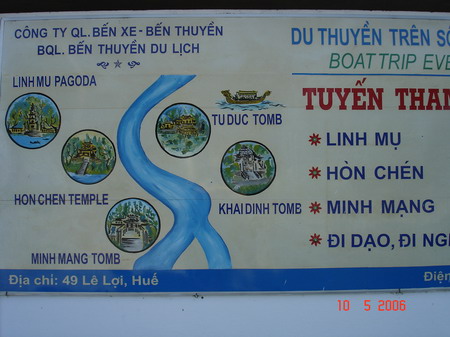 CÔNG TY QL. BẾN XE - BẾN THUYỀN
BQL. BẾN THUYỀN DU LỊCH
LINH MU PAGODA
TU DUC TOMB
HON CHEN TEMPLE
KHAI DINH TOMB
MINH MANG TOMB
DU THUYỀN TRÊN SÔ
BOAT TRIP EVE
TUYẾN THAM
* LINH MỤ
* HÒN CHÉN
* MINH MẠNG
* ĐI DẠO, ĐI NG
Địa chỉ: 49 Lê Lợi, Huế
Điện
10 5 2006